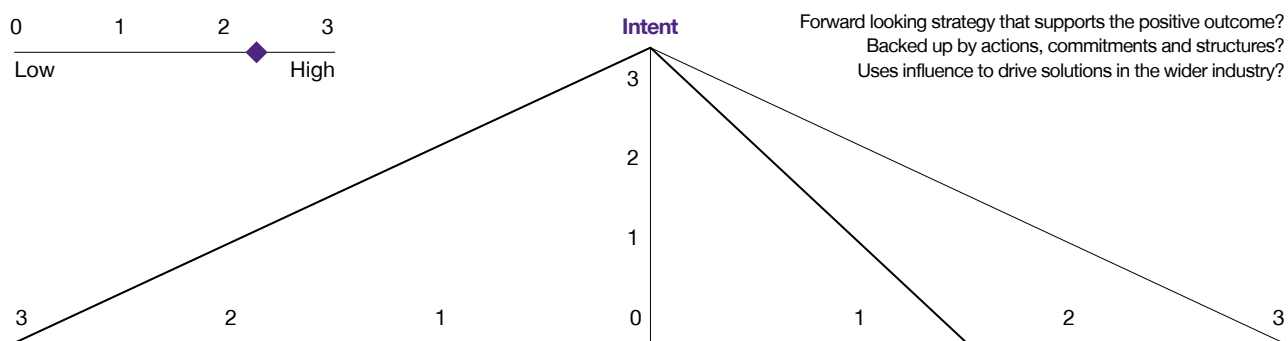 0 1 2 3
Low High
Intent
Forward looking strategy that supports the positive outcome?
Backed up by actions, commitments and structures?
Uses influence to drive solutions in the wider industry?
3
2
1
3 2 1 0 1 2 3